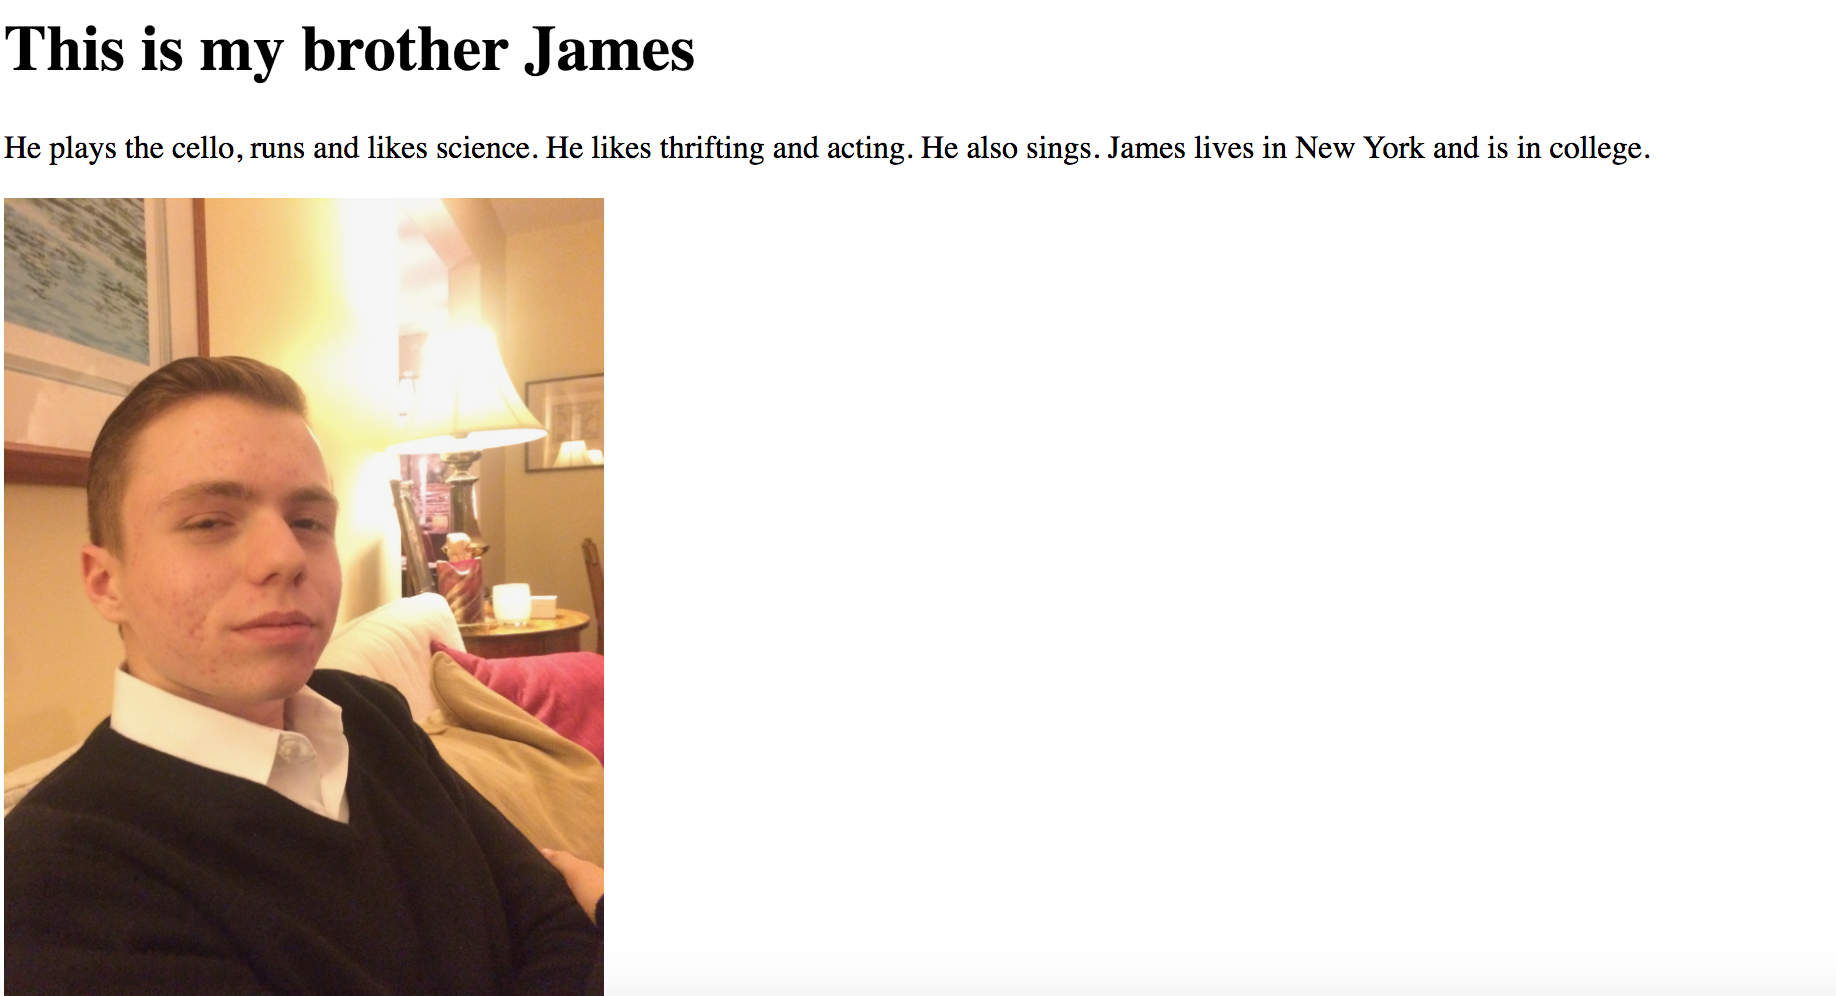 This is my brother James
He plays the cello, runs and likes science. He likes thrifting and acting. He also sings. James lives in New York and is in college.